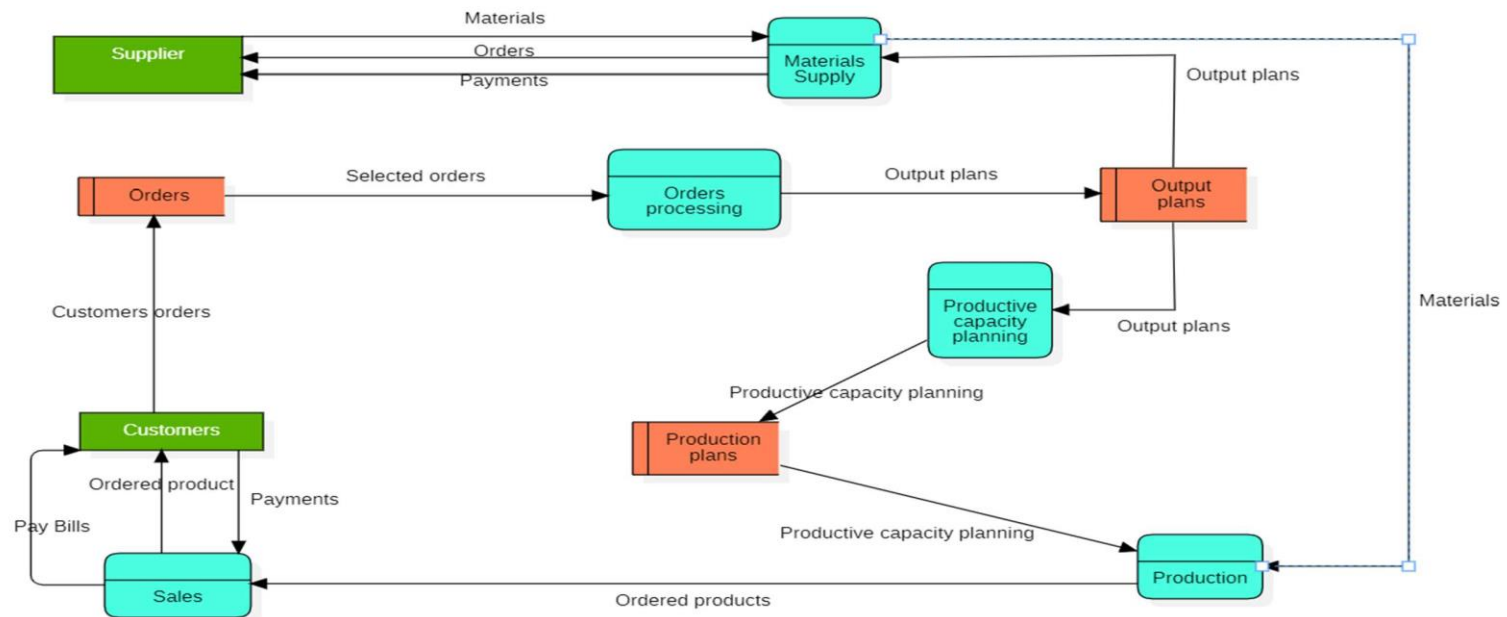 Materials
Supplier
Orders
Materials
Supply
Payments
Output plans
Orders
Selected orders
Orders
processing
Output plans
Output
plans
Customers orders
Productive
capacity
planning
Output plans
Materials
Productive capacity planning
Customers
Production
plans
Ordered product
Payments
Pay Bills
Productive capacity planning
Production
Sales
Ordered products